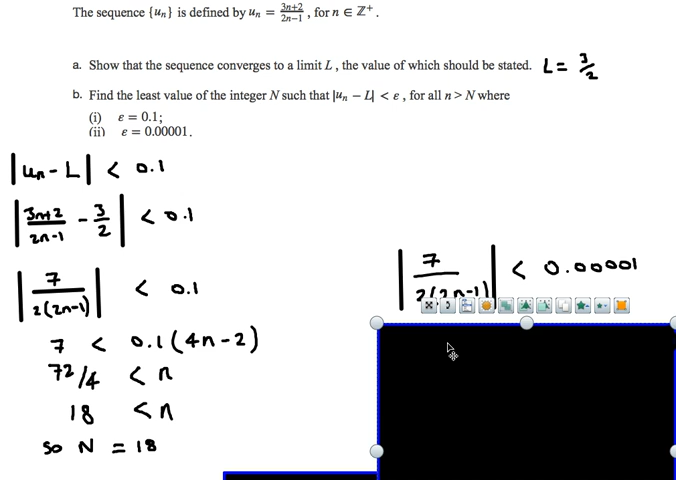 The sequence {uₙ} is defined by uₙ = (3n+2)/(2n−1), for n ∈ ℤ⁺.
a. Show that the sequence converges to a limit L, the value of which should be stated. L = 3/2
b. Find the least value of the integer N such that |uₙ − L| < ε, for all n > N where
(i) ε = 0.1;
(ii) ε = 0.00001.
|uₙ − L| < 0.1
|(3n+2)/(2n−1) − 3/2| < 0.1
|7/(2(2n−1))| < 0.1
7 < 0.1(4n−2)
72/4 < n
18 < n
so N = 18
|7/(2(2n−1))| < 0.00001